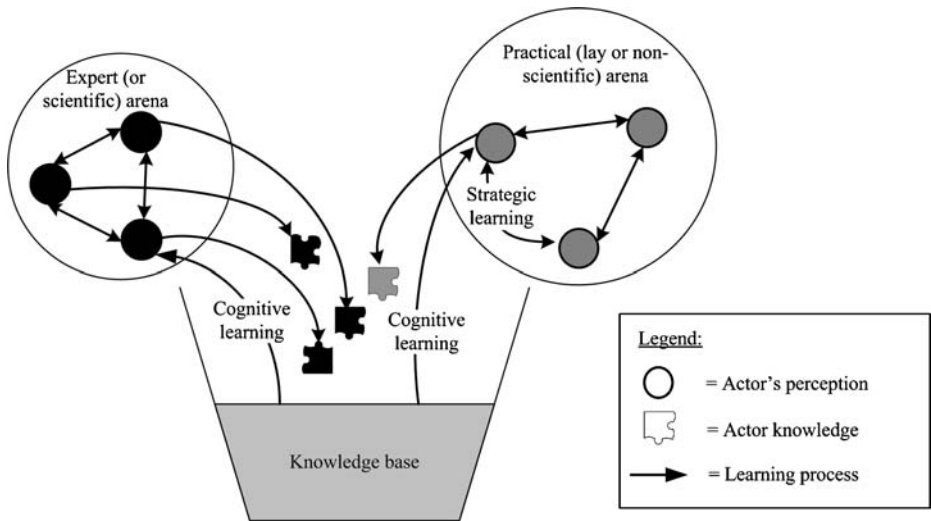 Expert (or
scientific) arena
Practical (lay or non-
scientific) arena
Strategic
learning
Cognitive
learning
Cognitive
learning
Knowledge base
Legend:
= Actor's perception
= Actor knowledge
= Learning process